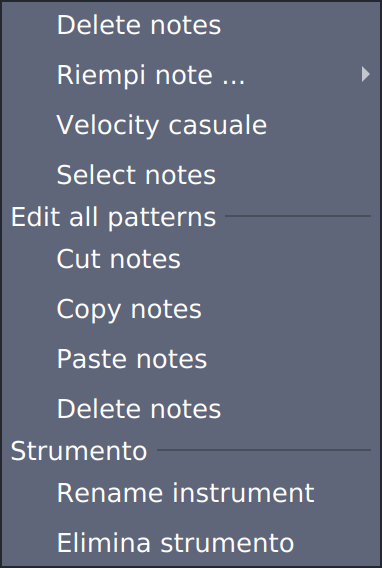 Delete notes
Riempi note ...
Velocity casuale
Select notes
Edit all patterns
Cut notes
Copy notes
Paste notes
Delete notes
Strumento
Rename instrument
Elimina strumento